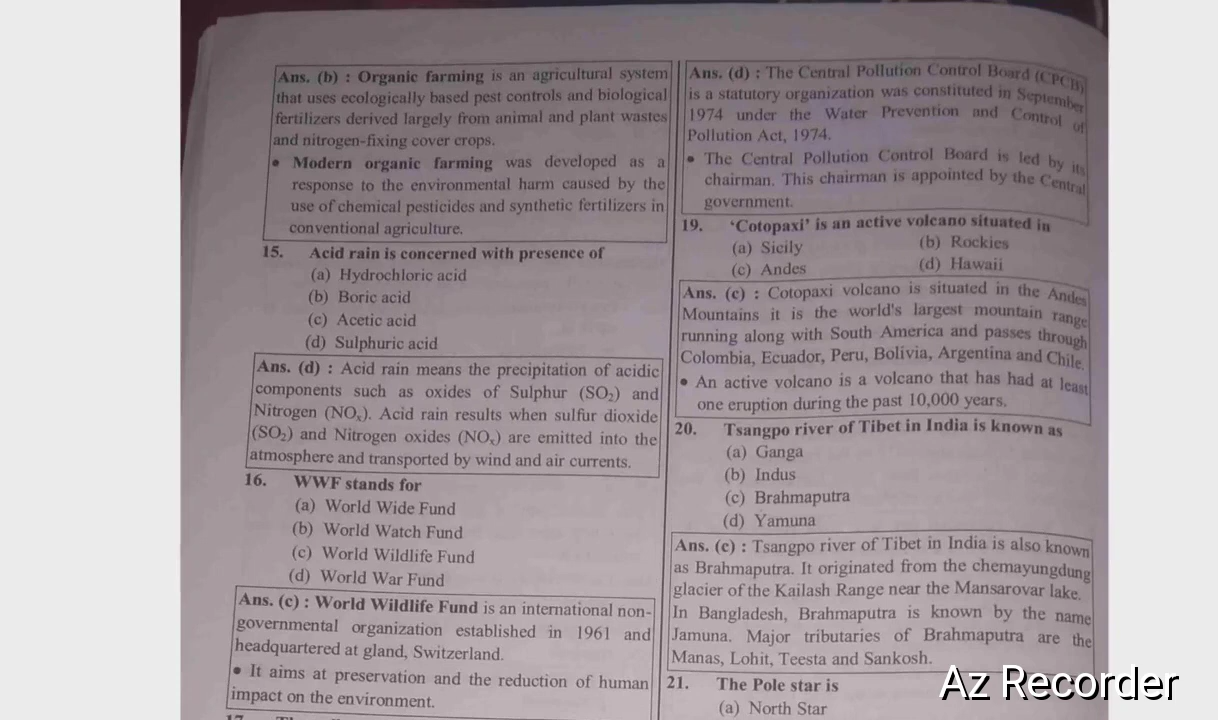 Ans. (b) : Organic farming is an agricultural system
that uses ecologically based pest controls and biological
fertilizers derived largely from animal and plant wastes
and nitrogen-fixing cover crops.
• Modern organic farming was developed as a
response to the environmental harm caused by the
use of chemical pesticides and synthetic fertilizers in
conventional agriculture.
15. Acid rain is concerned with presence of
(a) Hydrochloric acid
(b) Boric acid
(c) Acetic acid
(d) Sulphuric acid
Ans. (d) : Acid rain means the precipitation of acidic
components such as oxides of Sulphur (SO₂) and
Nitrogen (NOₓ). Acid rain results when sulfur dioxide
(SO₂) and Nitrogen oxides (NOₓ) are emitted into the
atmosphere and transported by wind and air currents.
16. WWF stands for
(a) World Wide Fund
(b) World Watch Fund
(c) World Wildlife Fund
(d) World War Fund
Ans. (c) : World Wildlife Fund is an international non-
governmental organization established in 1961 and
headquartered at gland, Switzerland.
• It aims at preservation and the reduction of human
impact on the environment.
17.
Ans. (d) : The Central Pollution Control Board (CPCB)
is a statutory organization was constituted in September
1974 under the Water Prevention and Control of
Pollution Act, 1974.
• The Central Pollution Control Board is led by its
chairman. This chairman is appointed by the Central
government.
19. ‘Cotopaxi’ is an active volcano situated in
(a) Sicily (b) Rockies
(c) Andes (d) Hawaii
Ans. (c) : Cotopaxi volcano is situated in the Andes
Mountains it is the world's largest mountain range
running along with South America and passes through
Colombia, Ecuador, Peru, Bolivia, Argentina and Chile.
• An active volcano is a volcano that has had at least
one eruption during the past 10,000 years.
20. Tsangpo river of Tibet in India is known as
(a) Ganga
(b) Indus
(c) Brahmaputra
(d) Yamuna
Ans. (c) : Tsangpo river of Tibet in India is also known
as Brahmaputra. It originated from the chemayungdung
glacier of the Kailash Range near the Mansarovar lake.
In Bangladesh, Brahmaputra is known by the name
Jamuna. Major tributaries of Brahmaputra are the
Manas, Lohit, Teesta and Sankosh.
21. The Pole star is
(a) North Star
Az Recorder